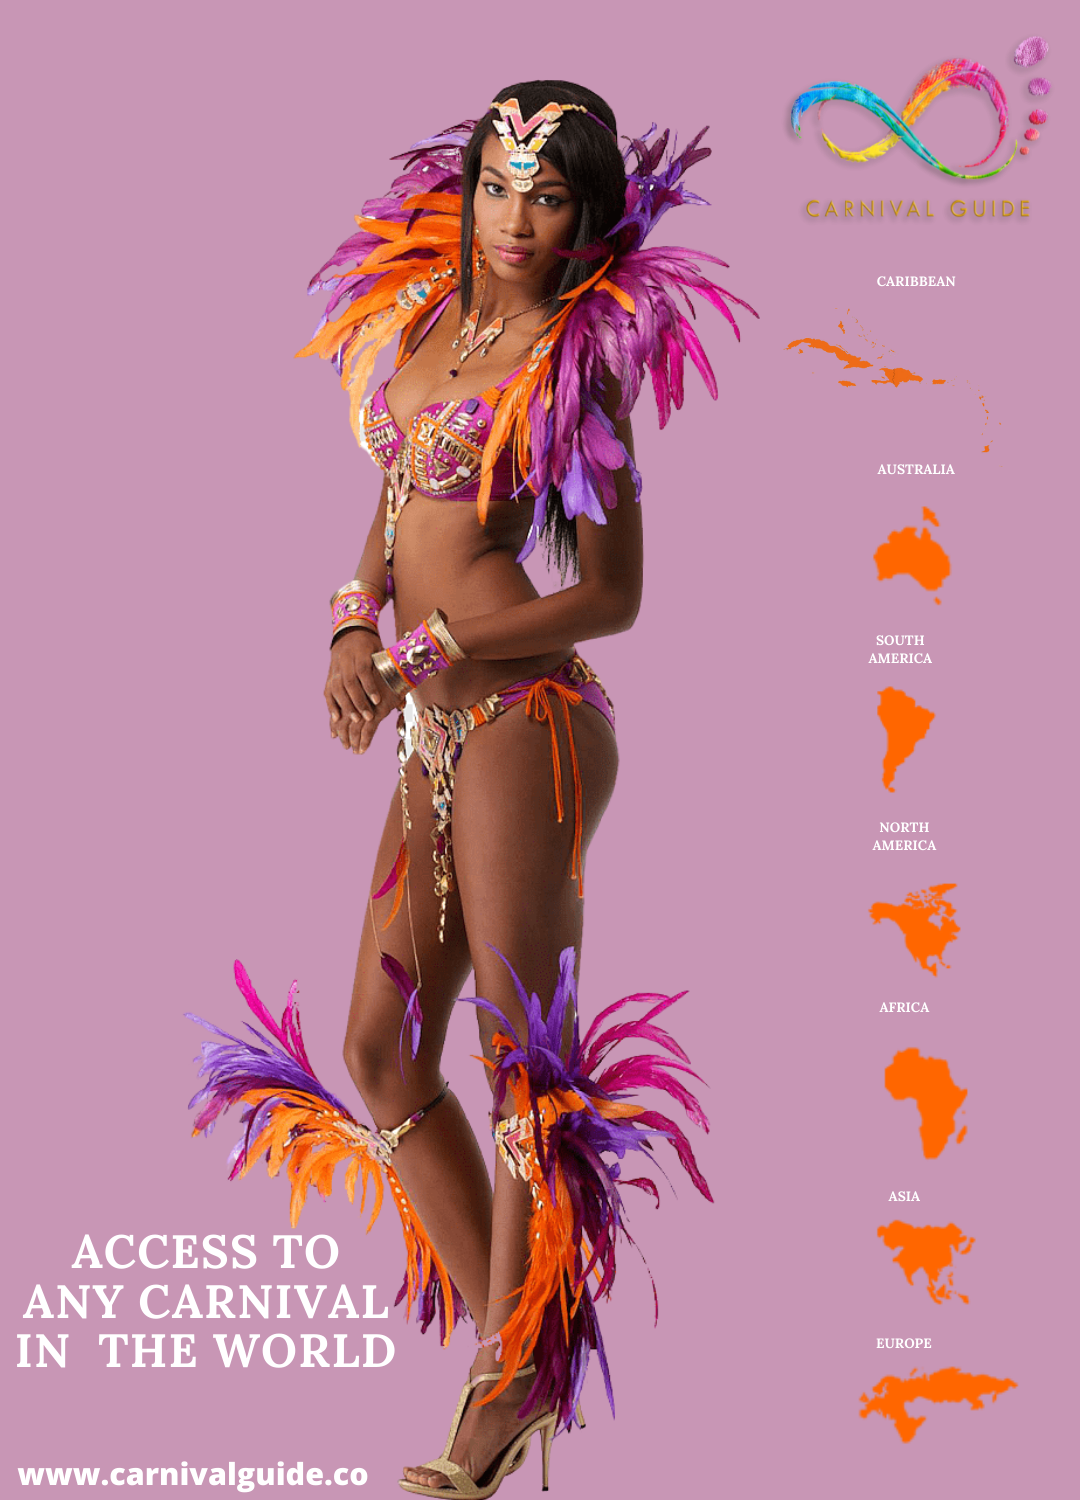 CARNIVAL GUIDE
CARIBBEAN
AUSTRALIA
SOUTH
AMERICA
NORTH
AMERICA
AFRICA
ASIA
EUROPE
ACCESS TO
ANY CARNIVAL
IN THE WORLD
www.carnivalguide.co